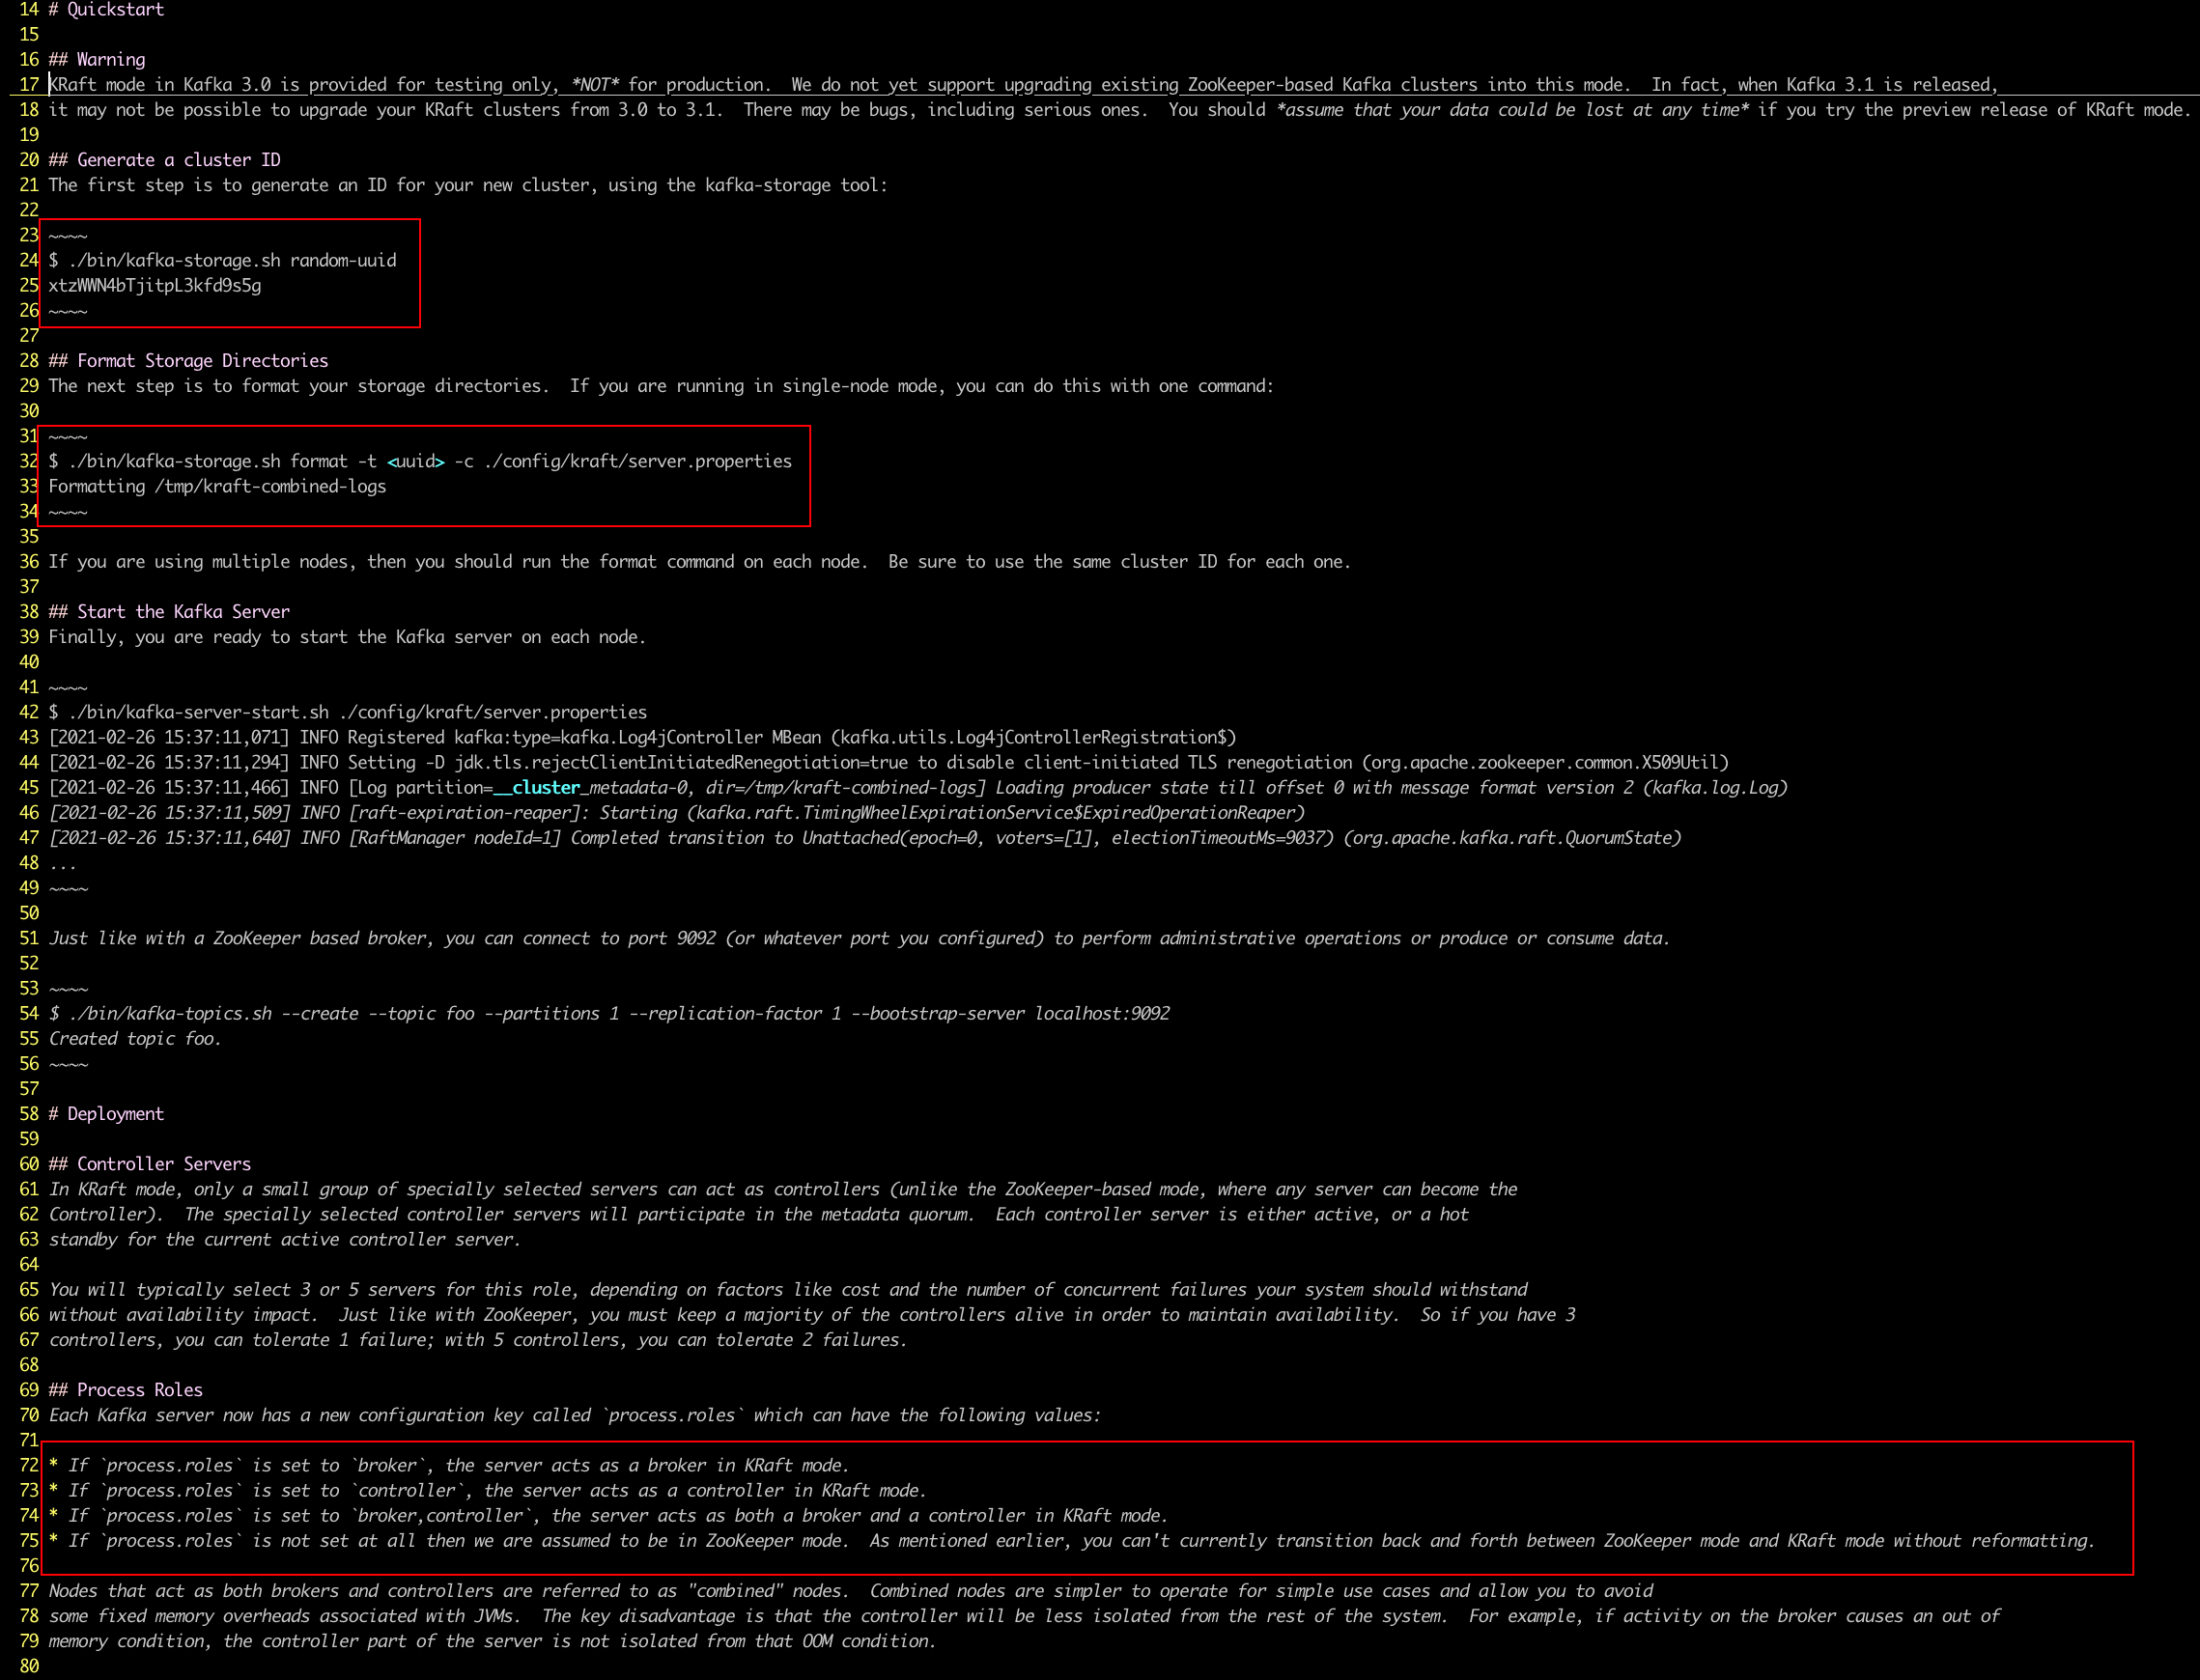 14 # Quickstart
15
16 ## Warning
17 KRaft mode in Kafka 3.0 is provided for testing only, *NOT* for production.  We do not yet support upgrading existing ZooKeeper-based Kafka clusters into this mode.  In fact, when Kafka 3.1 is released,
18 it may not be possible to upgrade your KRaft clusters from 3.0 to 3.1.  There may be bugs, including serious ones.  You should *assume that your data could be lost at any time* if you try the preview release of KRaft mode.
19
20 ## Generate a cluster ID
21 The first step is to generate an ID for your new cluster, using the kafka-storage tool:
22
23 ~~~~
24 $ ./bin/kafka-storage.sh random-uuid
25 xtzWWN4bTjitpL3kfd9s5g
26 ~~~~
27
28 ## Format Storage Directories
29 The next step is to format your storage directories.  If you are running in single-node mode, you can do this with one command:
30
31 ~~~~
32 $ ./bin/kafka-storage.sh format -t <uuid> -c ./config/kraft/server.properties
33 Formatting /tmp/kraft-combined-logs
34 ~~~~
35
36 If you are using multiple nodes, then you should run the format command on each node.  Be sure to use the same cluster ID for each one.
37
38 ## Start the Kafka Server
39 Finally, you are ready to start the Kafka server on each node.
40
41 ~~~~
42 $ ./bin/kafka-server-start.sh ./config/kraft/server.properties
43 [2021-02-26 15:37:11,071] INFO Registered kafka:type=kafka.Log4jController MBean (kafka.utils.Log4jControllerRegistration$)
44 [2021-02-26 15:37:11,294] INFO Setting -D jdk.tls.rejectClientInitiatedRenegotiation=true to disable client-initiated TLS renegotiation (org.apache.zookeeper.common.X509Util)
45 [2021-02-26 15:37:11,466] INFO [Log partition=__cluster_metadata-0, dir=/tmp/kraft-combined-logs] Loading producer state till offset 0 with message format version 2 (kafka.log.Log)
46 [2021-02-26 15:37:11,509] INFO [raft-expiration-reaper]: Starting (kafka.raft.TimingWheelExpirationService$ExpiredOperationReaper)
47 [2021-02-26 15:37:11,640] INFO [RaftManager nodeId=1] Completed transition to Unattached(epoch=0, voters=[1], electionTimeoutMs=9037) (org.apache.kafka.raft.QuorumState)
48 ...
49 ~~~~
50
51 Just like with a ZooKeeper based broker, you can connect to port 9092 (or whatever port you configured) to perform administrative operations or produce or consume data.
52
53 ~~~~
54 $ ./bin/kafka-topics.sh --create --topic foo --partitions 1 --replication-factor 1 --bootstrap-server localhost:9092
55 Created topic foo.
56 ~~~~
57
58 # Deployment
59
60 ## Controller Servers
61 In KRaft mode, only a small group of specially selected servers can act as controllers (unlike the ZooKeeper-based mode, where any server can become the
62 Controller).  The specially selected controller servers will participate in the metadata quorum.  Each controller server is either active, or a hot
63 standby for the current active controller server.
64
65 You will typically select 3 or 5 servers for this role, depending on factors like cost and the number of concurrent failures your system should withstand
66 without availability impact.  Just like with ZooKeeper, you must keep a majority of the controllers alive in order to maintain availability.  So if you have 3
67 controllers, you can tolerate 1 failure; with 5 controllers, you can tolerate 2 failures.
68
69 ## Process Roles
70 Each Kafka server now has a new configuration key called `process.roles` which can have the following values:
71
72 * If `process.roles` is set to `broker`, the server acts as a broker in KRaft mode.
73 * If `process.roles` is set to `controller`, the server acts as a controller in KRaft mode.
74 * If `process.roles` is set to `broker,controller`, the server acts as both a broker and a controller in KRaft mode.
75 * If `process.roles` is not set at all then we are assumed to be in ZooKeeper mode.  As mentioned earlier, you can't currently transition back and forth between ZooKeeper mode and KRaft mode without reformatting.
76
77 Nodes that act as both brokers and controllers are referred to as "combined" nodes.  Combined nodes are simpler to operate for simple use cases and allow you to avoid
78 some fixed memory overheads associated with JVMs.  The key disadvantage is that the controller will be less isolated from the rest of the system.  For example, if activity on the broker causes an out of
79 memory condition, the controller part of the server is not isolated from that OOM condition.
80